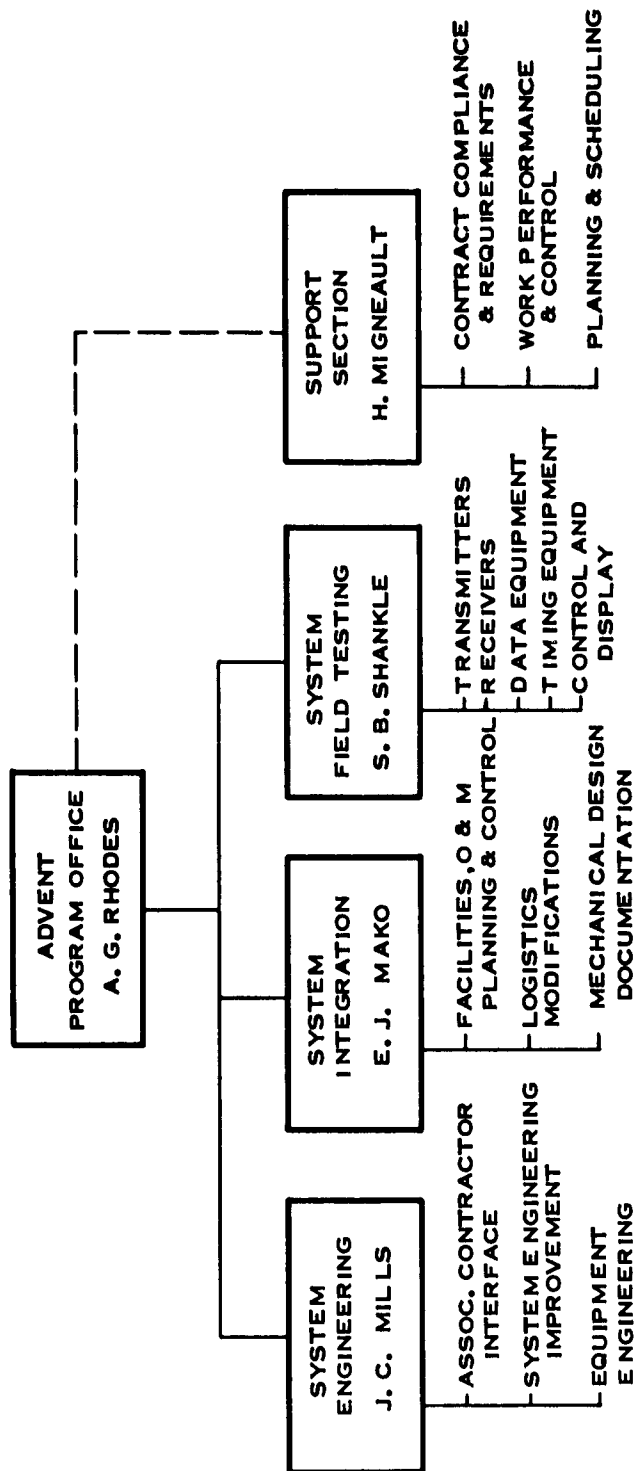 ADVENT
PROGRAM OFFICE
A. G. RHODES
SYSTEM
ENGINEERING
J. C. MILLS
ASSOC. CONTRACTOR
INTERFACE
SYSTEM ENGINEERING
IMPROVEMENT
EQUIPMENT
ENGINEERING
SYSTEM
INTEGRATION
E. J. MAKO
FACILITIES, O & M
PLANNING & CONTROL
LOGISTICS
MODIFICATIONS
MECHANICAL DESIGN
DOCUMENTATION
SYSTEM
FIELD TESTING
S. B. SHANKLE
TRANSMITTERS
RECEIVERS
DATA EQUIPMENT
TIMING EQUIPMENT
CONTROL AND
DISPLAY
SUPPORT
SECTION
H. MIGNEAULT
CONTRACT COMPLIANCE
& REQUIREMENTS
WORK PERFORMANCE
& CONTROL
PLANNING & SCHEDULING